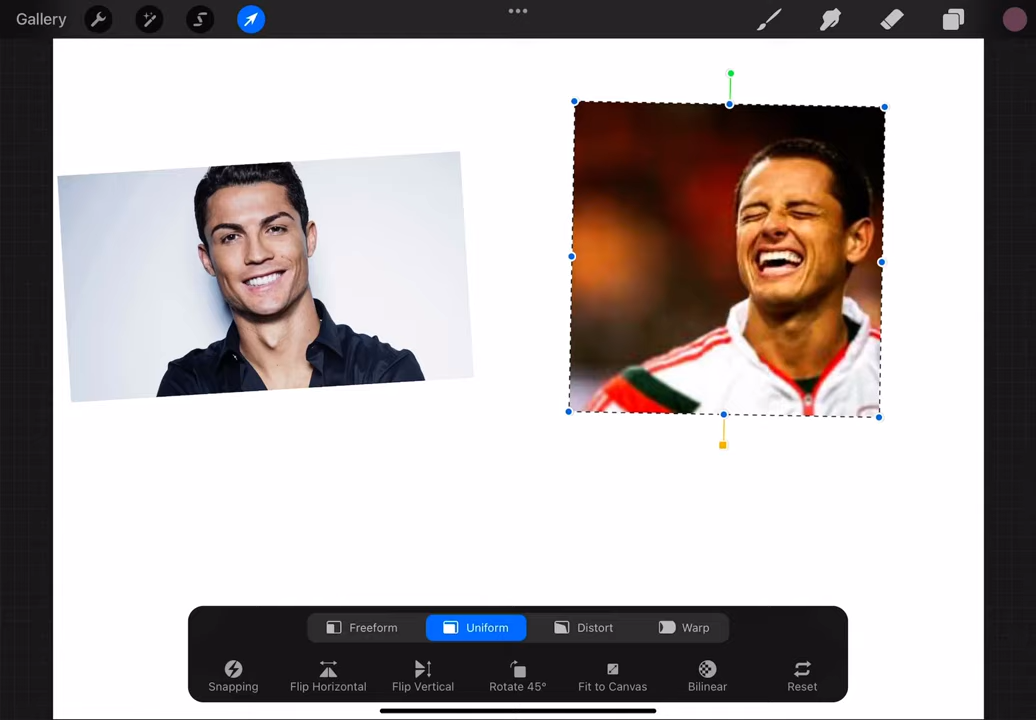 Gallery
Freeform Uniform Distort Warp
Snapping Flip Horizontal Flip Vertical Rotate 45° Fit to Canvas Bilinear Reset